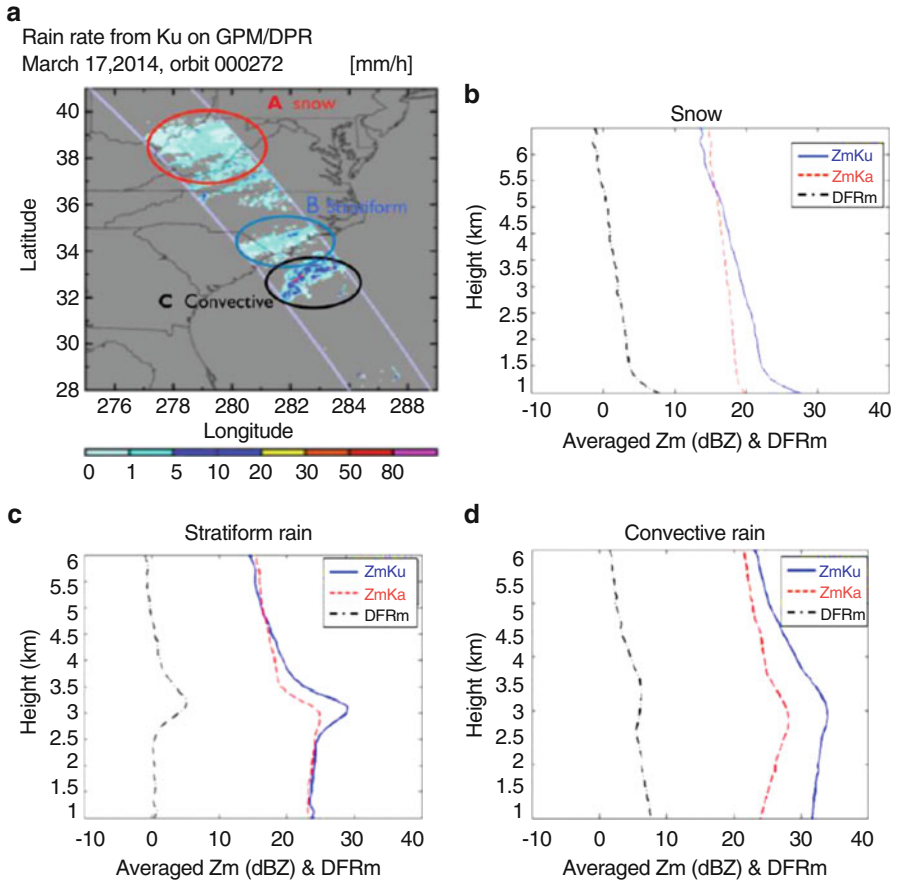 a
Rain rate from Ku on GPM/DPR
March 17,2014, orbit 000272 [mm/h]
A snow
B Stratiform
C Convective
40
38
36
34
32
30
28
Latitude
276 278 280 282 284 286 288
Longitude
0 1 5 10 20 30 50 80
b
Snow
ZmKu
ZmKa
DFRm
6
5.5
5
4.5
3.5
3
2
1.5
1
Height (km)
-10 0 10 20 30 40
Averaged Zm (dBZ) & DFRm
c
Stratiform rain
ZmKu
ZmKa
DFRm
6
5.5
5
4.5
4
3.5
3
2.5
2
1.5
1
Height (km)
-10 0 10 20 30 40
Averaged Zm (dBZ) & DFRm
d
Convective rain
ZmKu
ZmKa
DFRm
6
5.5
5
4.5
4
3.5
3
2.5
2
1.5
1
Height (km)
-10 0 10 20 30 40
Averaged Zm (dBZ) & DFRm